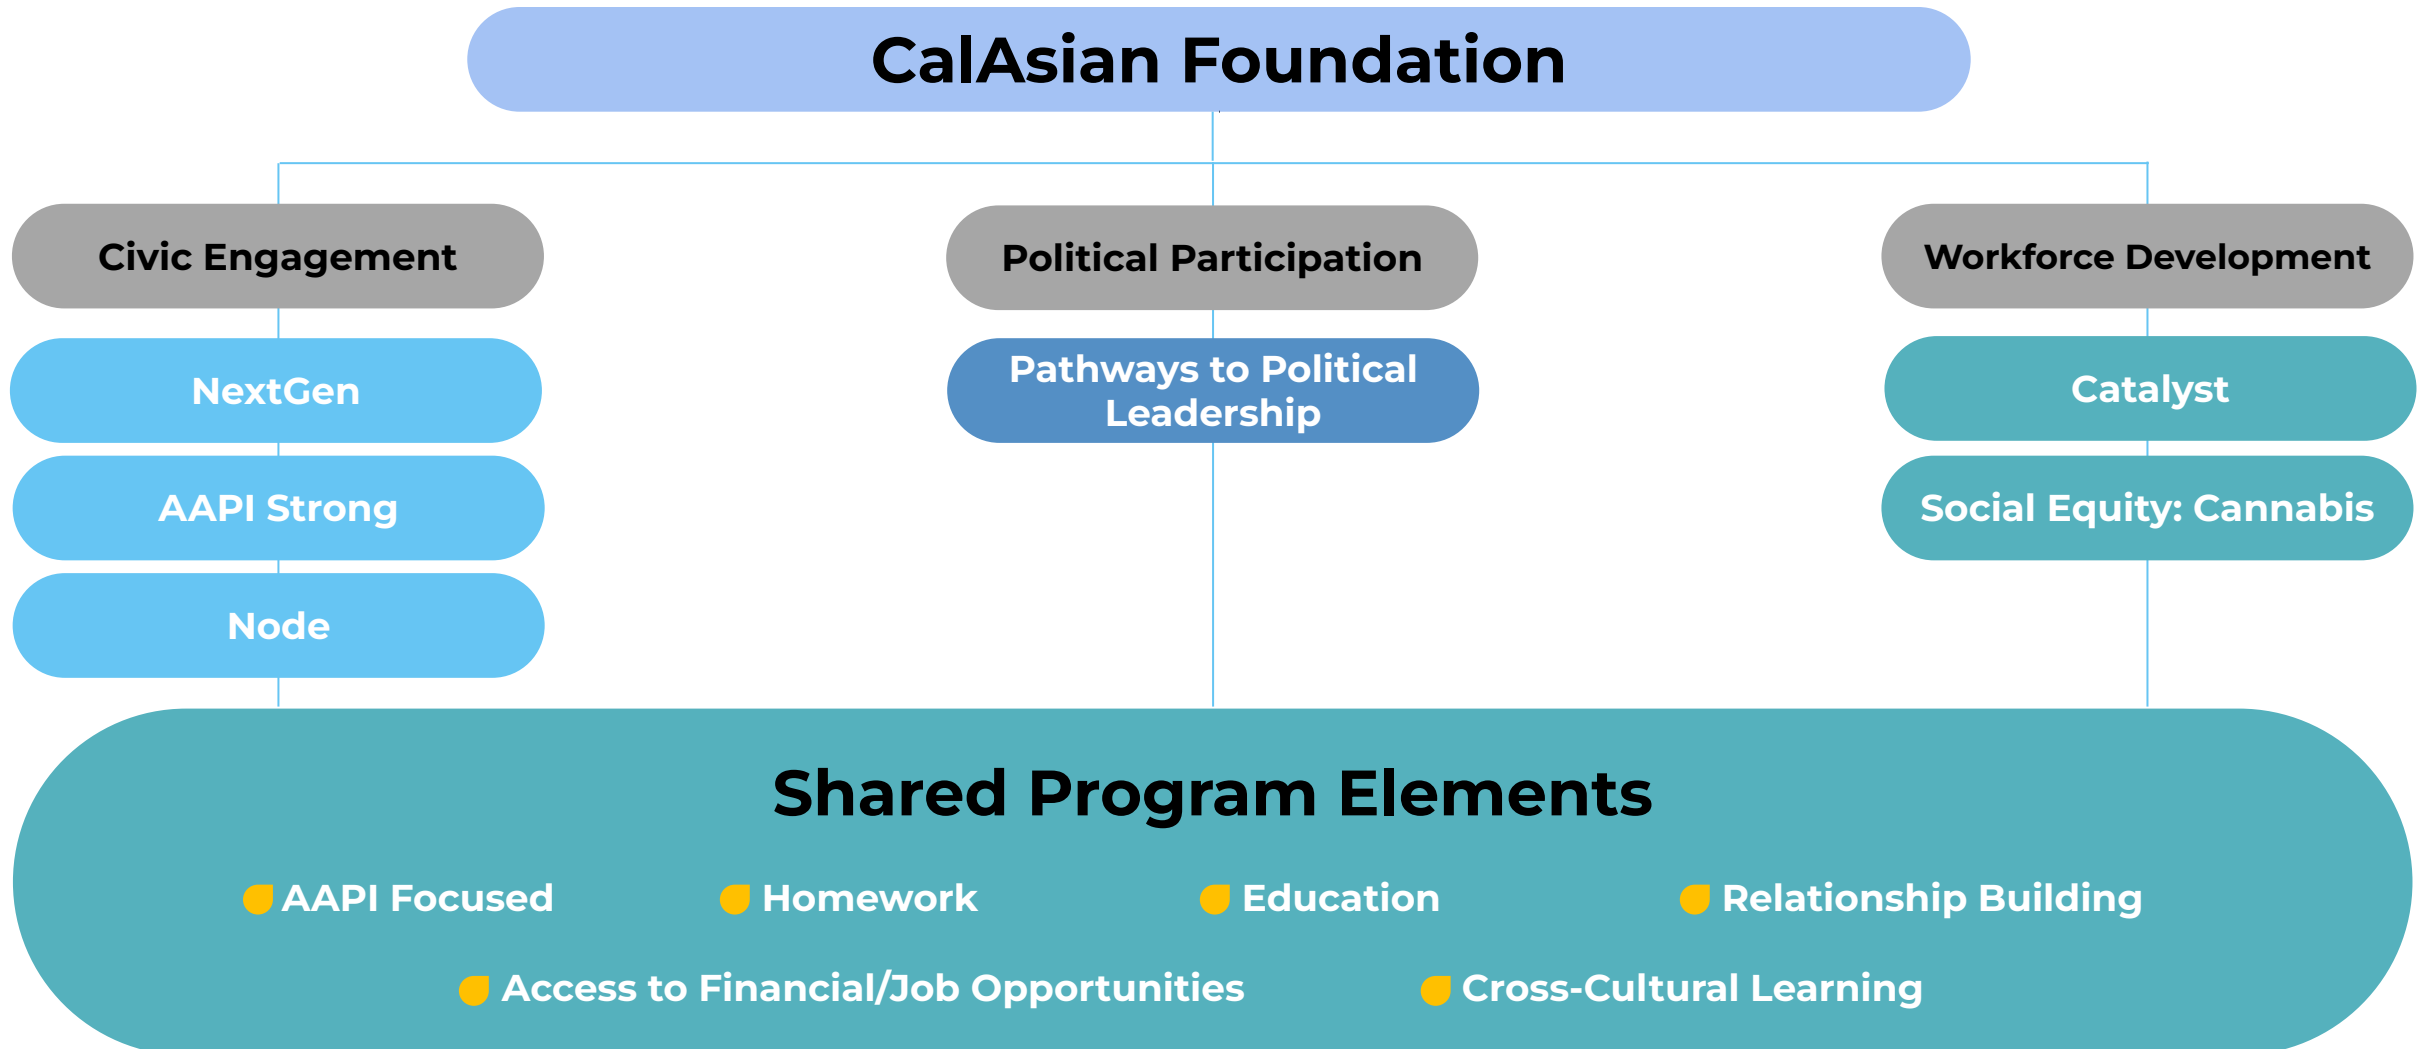 CalAsian Foundation
Civic Engagement
Political Participation
Workforce Development
NextGen
Pathways to Political
Leadership
Catalyst
AAPI Strong
Social Equity: Cannabis
Node
Shared Program Elements
AAPI Focused
Homework
Education
Relationship Building
Access to Financial/Job Opportunities
Cross-Cultural Learning